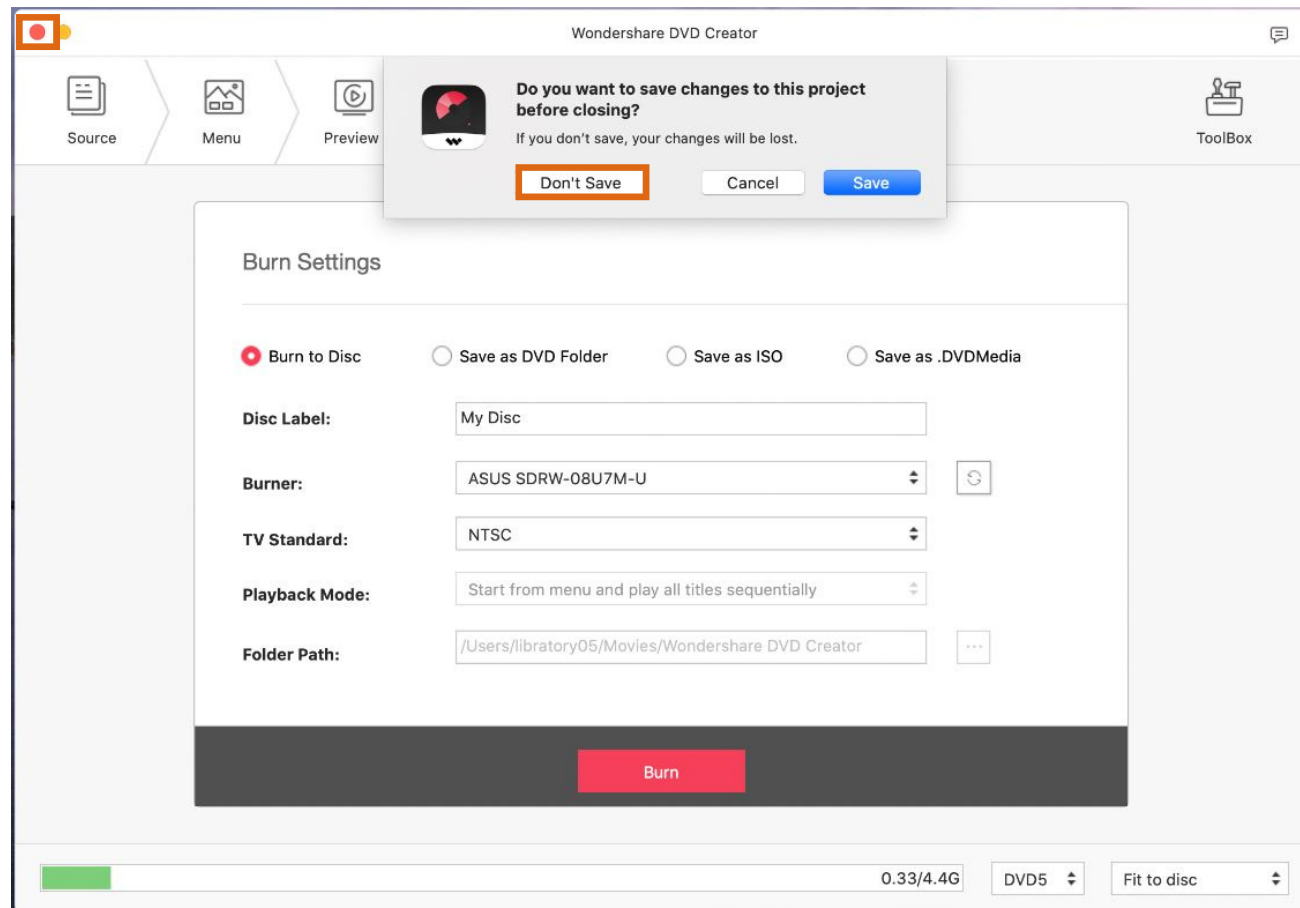 Wondershare DVD Creator
Source
Menu
Preview
ToolBox
Do you want to save changes to this project
before closing?
If you don't save, your changes will be lost.
Don't Save
Cancel
Save
Burn Settings
Burn to Disc
Save as DVD Folder
Save as ISO
Save as .DVDMedia
Disc Label:
My Disc
Burner:
ASUS SDRW-08U7M-U
TV Standard:
NTSC
Playback Mode:
Start from menu and play all titles sequentially
Folder Path:
/Users/libratory05/Movies/Wondershare DVD Creator
Burn
0.33/4.4G
DVD5
Fit to disc